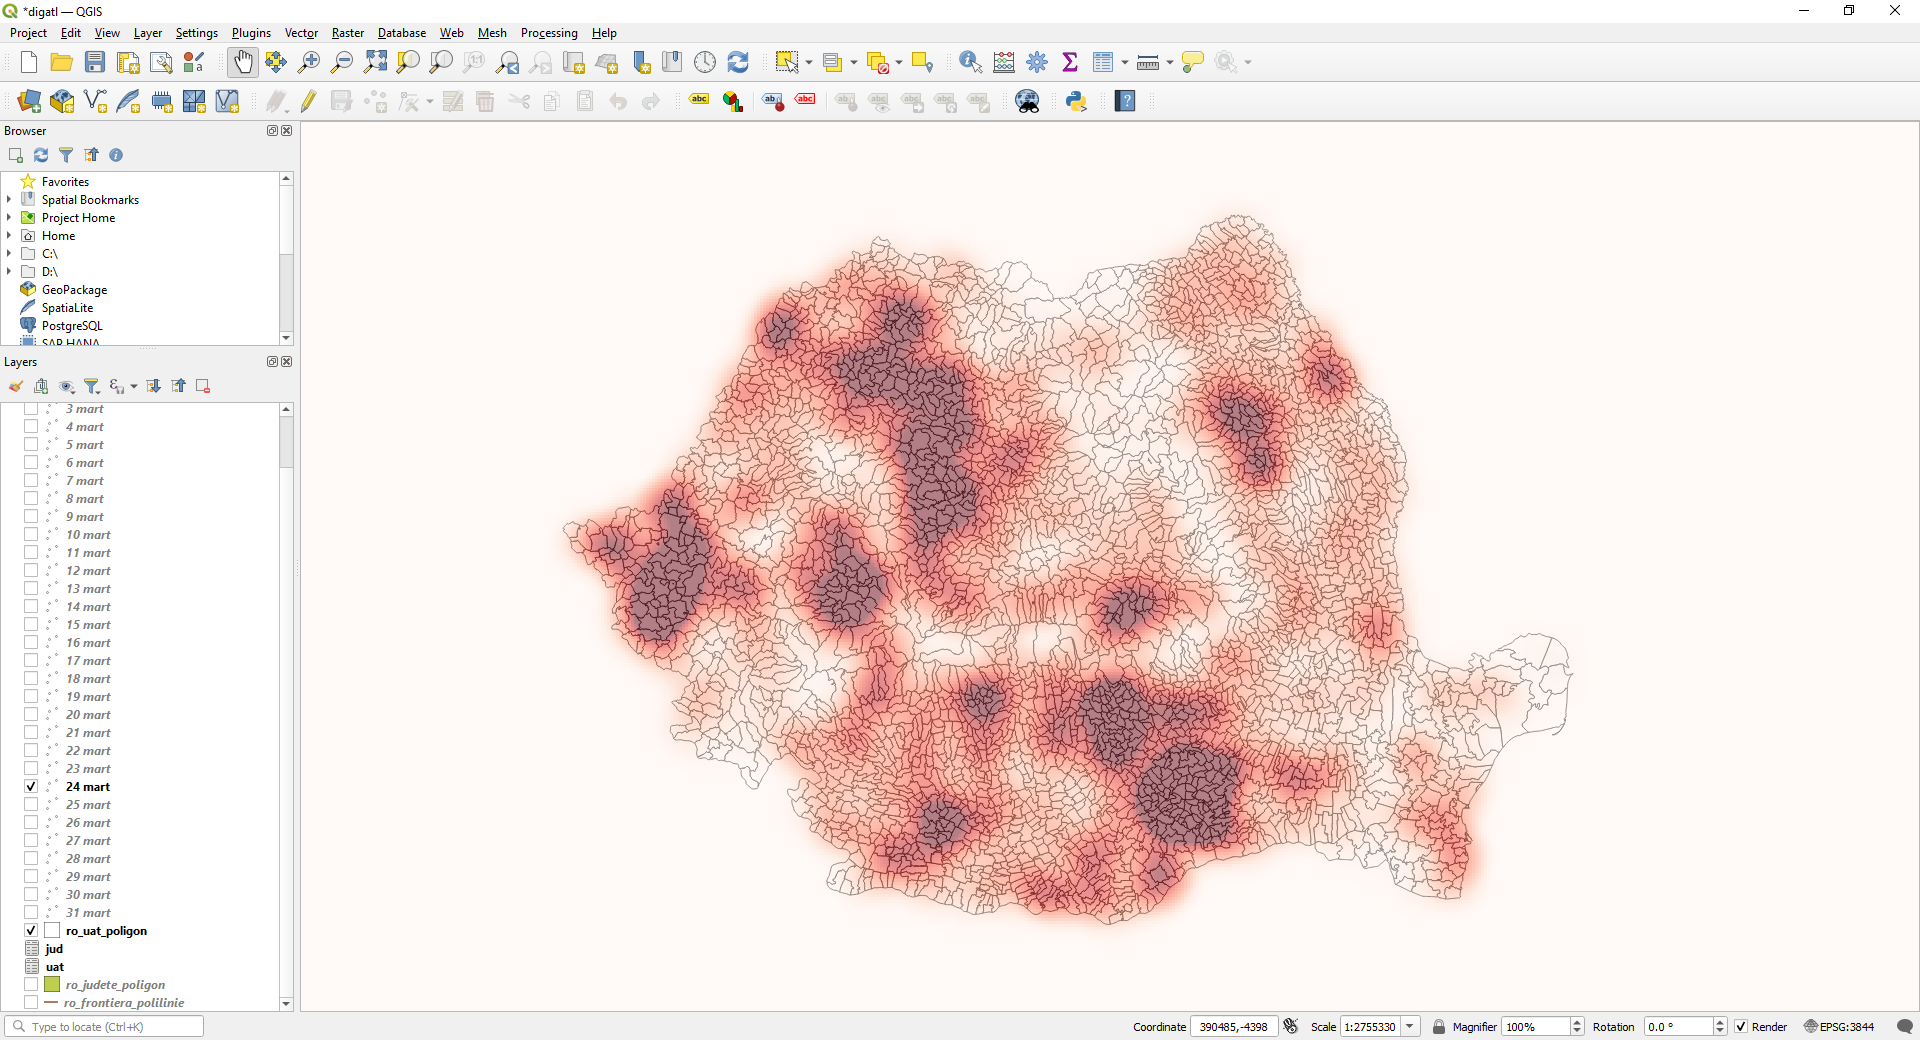 *digatl — QGIS
Project Edit View Layer Settings Plugins Vector Raster Database Web Mesh Processing Help
Browser
Favorites
Spatial Bookmarks
Project Home
Home
C:\
D:\
GeoPackage
SpatiaLite
PostgreSQL
SAP HANA
Layers
3 mart
4 mart
5 mart
6 mart
7 mart
8 mart
9 mart
10 mart
11 mart
12 mart
13 mart
14 mart
15 mart
16 mart
17 mart
18 mart
19 mart
20 mart
21 mart
22 mart
23 mart
24 mart
25 mart
26 mart
27 mart
28 mart
29 mart
30 mart
31 mart
ro_uat_poligon
jud
uat
ro_judete_poligon
ro_frontiera_polilinie
Type to locate (Ctrl+K) Coordinate 390485,-4398 Scale 1:2755330 Magnifier 100% Rotation 0.0 ° Render EPSG:3844